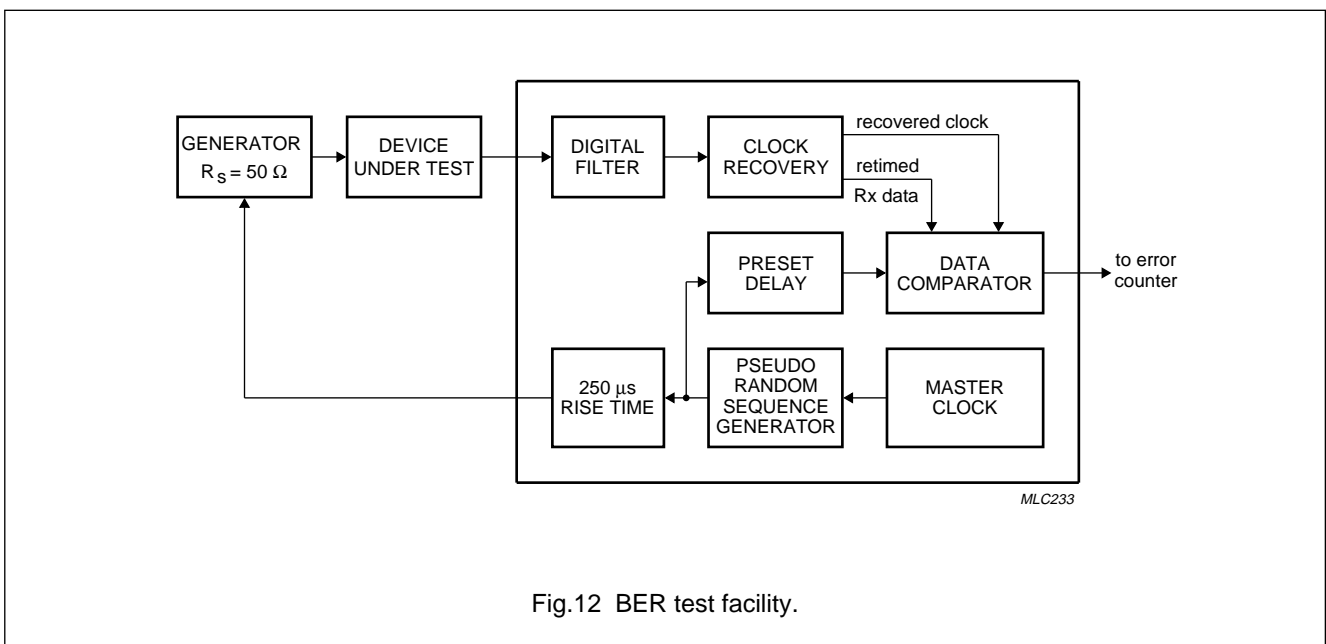 GENERATOR
RS = 50 Ω
DEVICE
UNDER TEST
DIGITAL
FILTER
CLOCK
RECOVERY
recovered clock
retimed
Rx data
PRESET
DELAY
DATA
COMPARATOR
to error
counter
250 µs
RISE TIME
PSEUDO
RANDOM
SEQUENCE
GENERATOR
MASTER
CLOCK
MLC233
Fig.12 BER test facility.